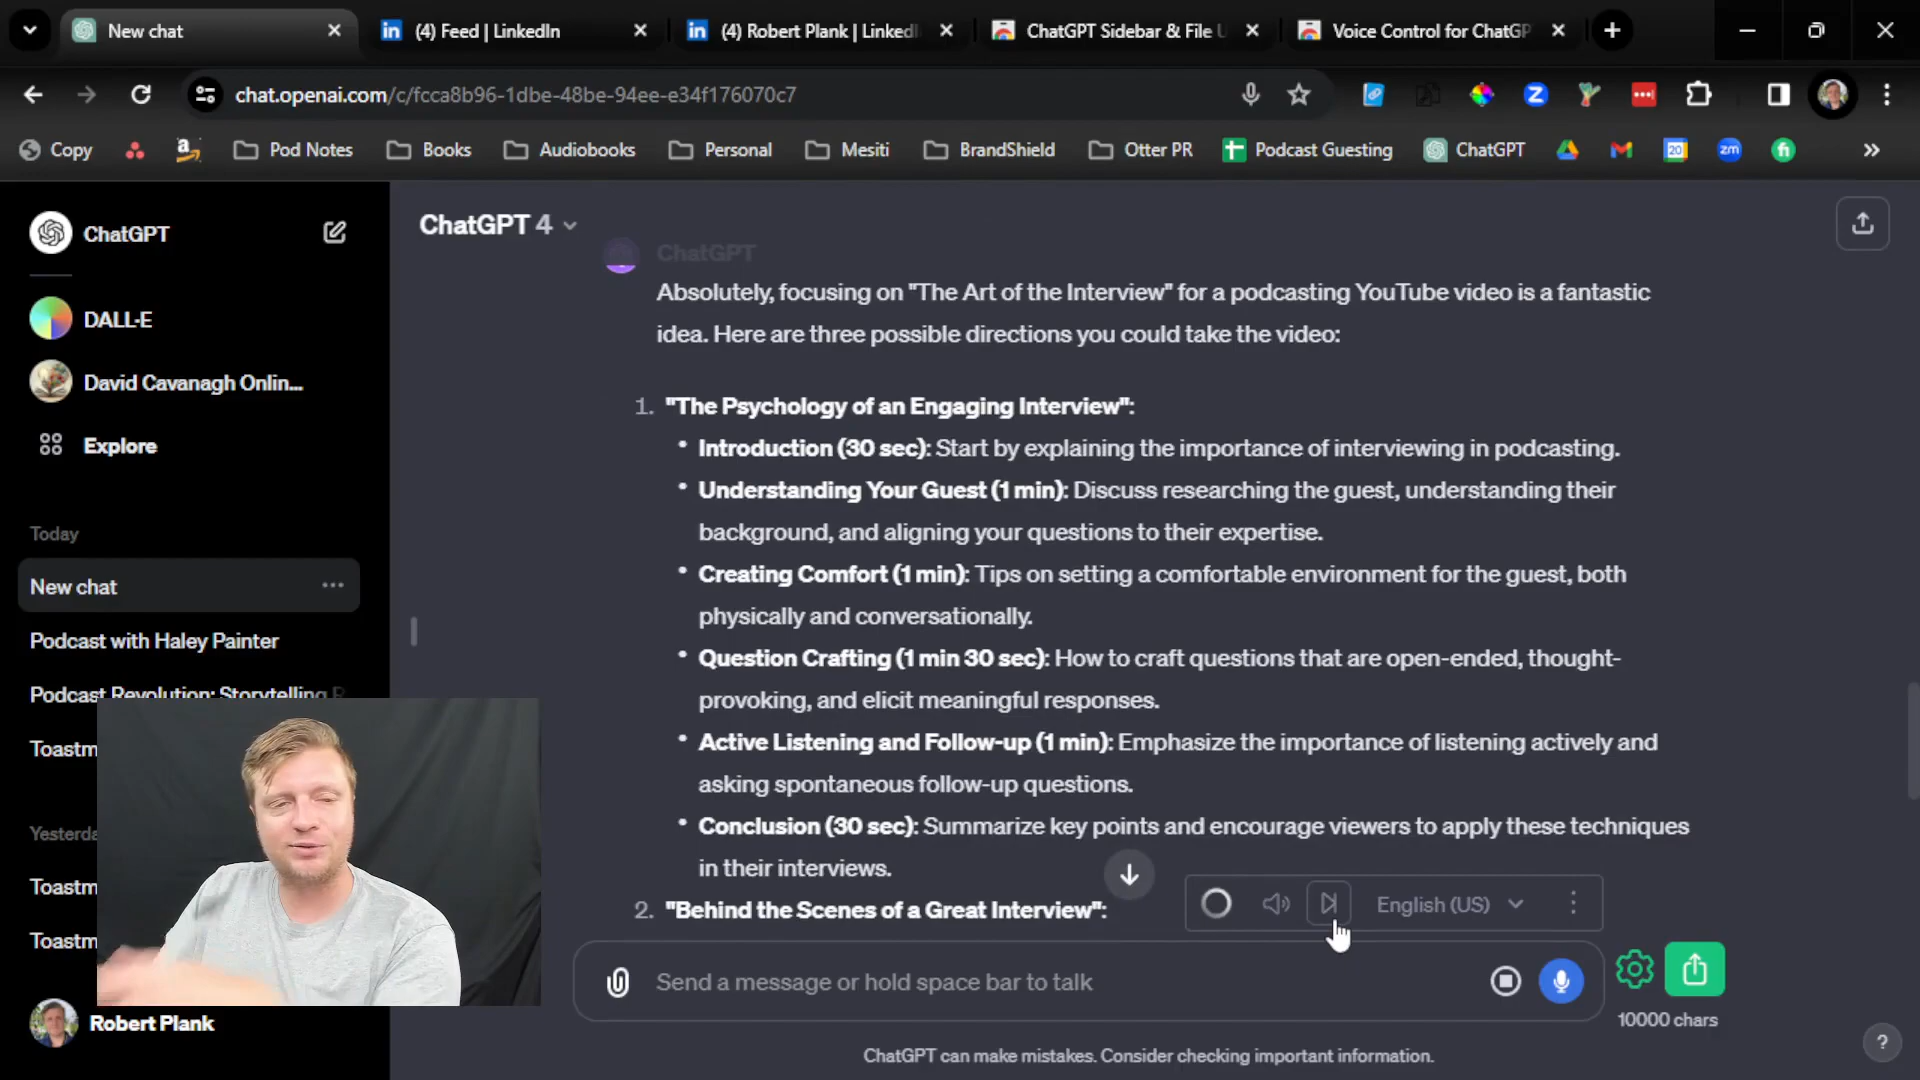 New chat
(4) Feed | LinkedIn
(4) Robert Plank | Linked
ChatGPT Sidebar & File U
Voice Control for ChatGP
chat.openai.com/c/fcca8b96-1dbe-48be-94ee-e34f176070c7
Copy
Pod Notes
Books
Audiobooks
Personal
Mesiti
BrandShield
Otter PR
Podcast Guesting
ChatGPT
20
zm
fi
ChatGPT
DALL·E
David Cavanagh Onlin...
Explore
Today
New chat
Podcast with Haley Painter
Podcast Revolution: Storytelling R
Toastm
Yesterda
Toastm
Toastm
Robert Plank
ChatGPT 4
ChatGPT
Absolutely, focusing on "The Art of the Interview" for a podcasting YouTube video is a fantastic
idea. Here are three possible directions you could take the video:
1. "The Psychology of an Engaging Interview":
• Introduction (30 sec): Start by explaining the importance of interviewing in podcasting.
• Understanding Your Guest (1 min): Discuss researching the guest, understanding their
background, and aligning your questions to their expertise.
• Creating Comfort (1 min): Tips on setting a comfortable environment for the guest, both
physically and conversationally.
• Question Crafting (1 min 30 sec): How to craft questions that are open-ended, thought-
provoking, and elicit meaningful responses.
• Active Listening and Follow-up (1 min): Emphasize the importance of listening actively and
asking spontaneous follow-up questions.
• Conclusion (30 sec): Summarize key points and encourage viewers to apply these techniques
in their interviews.
2. "Behind the Scenes of a Great Interview":
English (US)
Send a message or hold space bar to talk
10000 chars
ChatGPT can make mistakes. Consider checking important information.
?